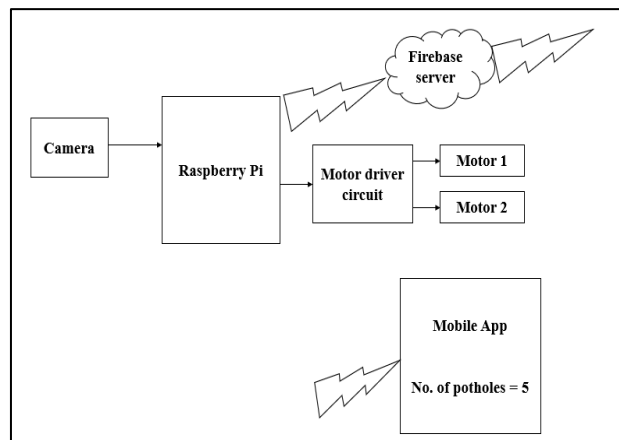 Firebase
server
Camera
Raspberry Pi
Motor driver
circuit
Motor 1
Motor 2
Mobile App
No. of potholes = 5